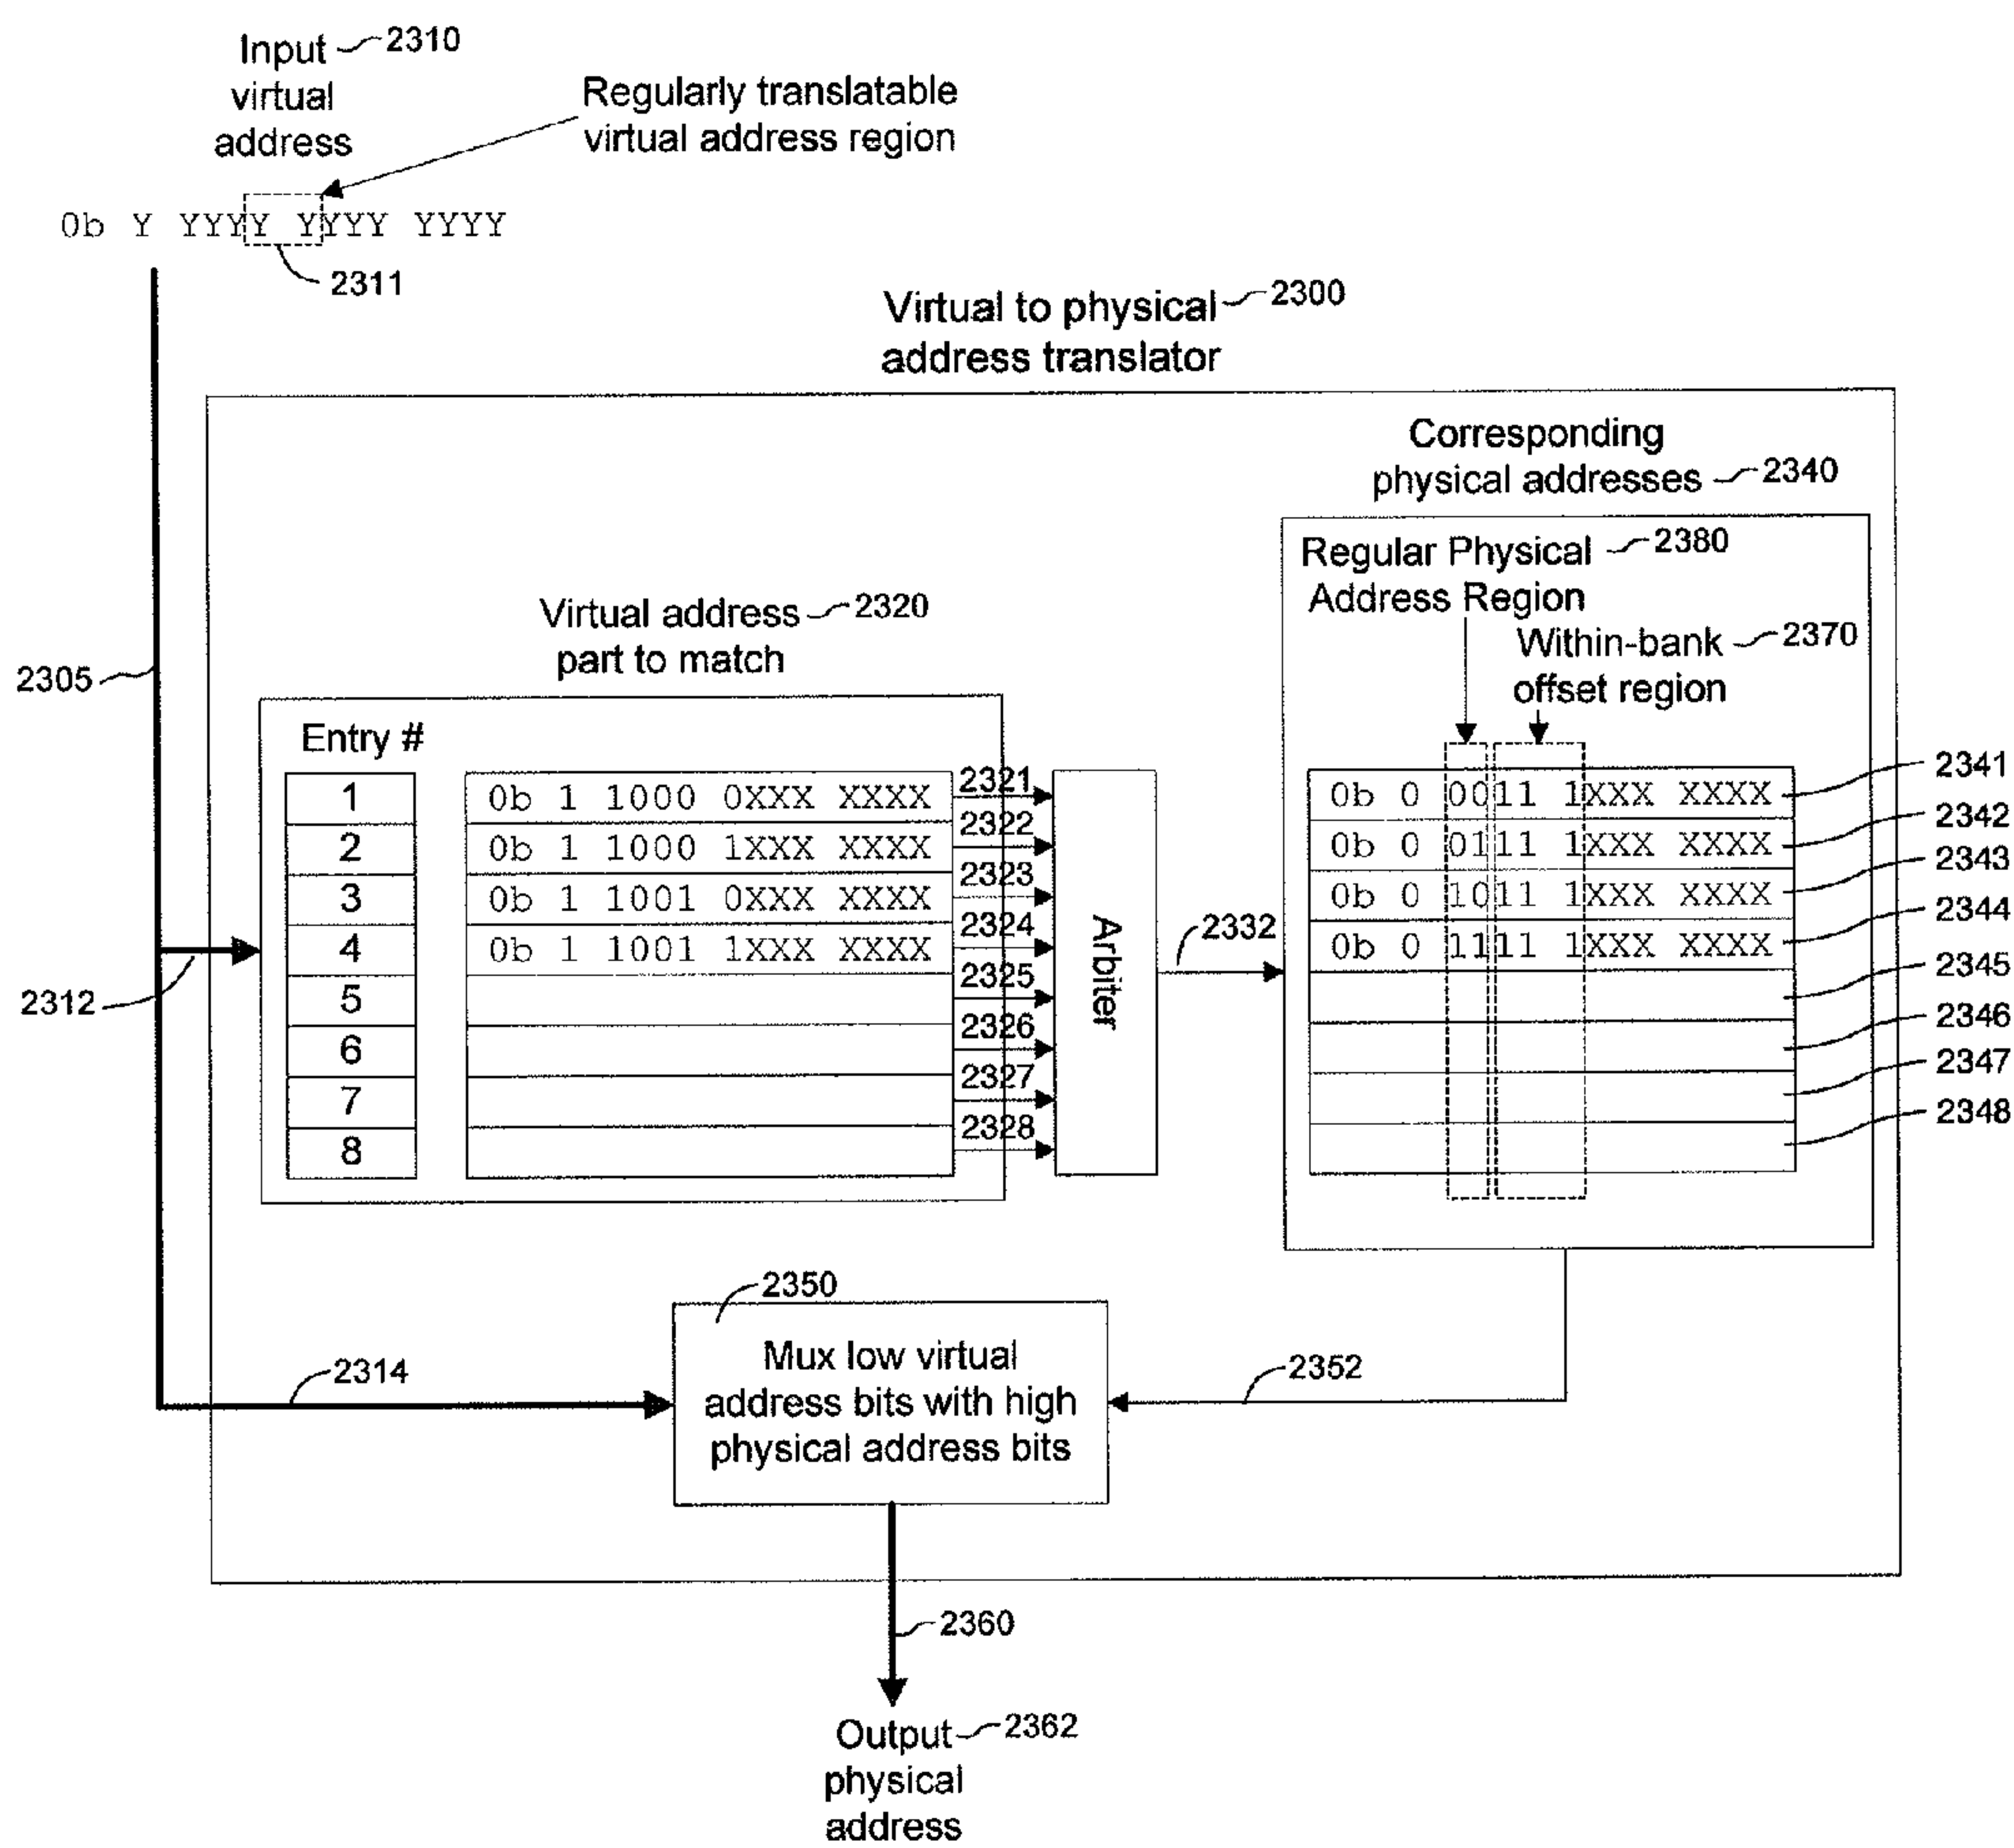 Input 2310
virtual
address
Regularly translatable
virtual address region
0b Y YYYY YYYY YYYY
2311
Virtual to physical 2300
address translator
2305
2312
Virtual address 2320
part to match
Entry #
1 0b 1 1000 0XXX XXXX 2321
2 0b 1 1000 1XXX XXXX 2322
3 0b 1 1001 0XXX XXXX 2323
4 0b 1 1001 1XXX XXXX 2324
5 2325
6 2326
7 2327
8 2328
Arbiter
2332
Corresponding
physical addresses 2340
Regular Physical 2380
Address Region
Within-bank 2370
offset region
0b 0 0011 1XXX XXXX 2341
0b 0 0111 1XXX XXXX 2342
0b 0 1011 1XXX XXXX 2343
0b 0 1111 1XXX XXXX 2344
2345
2346
2347
2348
2350
Mux low virtual
address bits with high
physical address bits
2314
2352
2360
Output 2362
physical
address